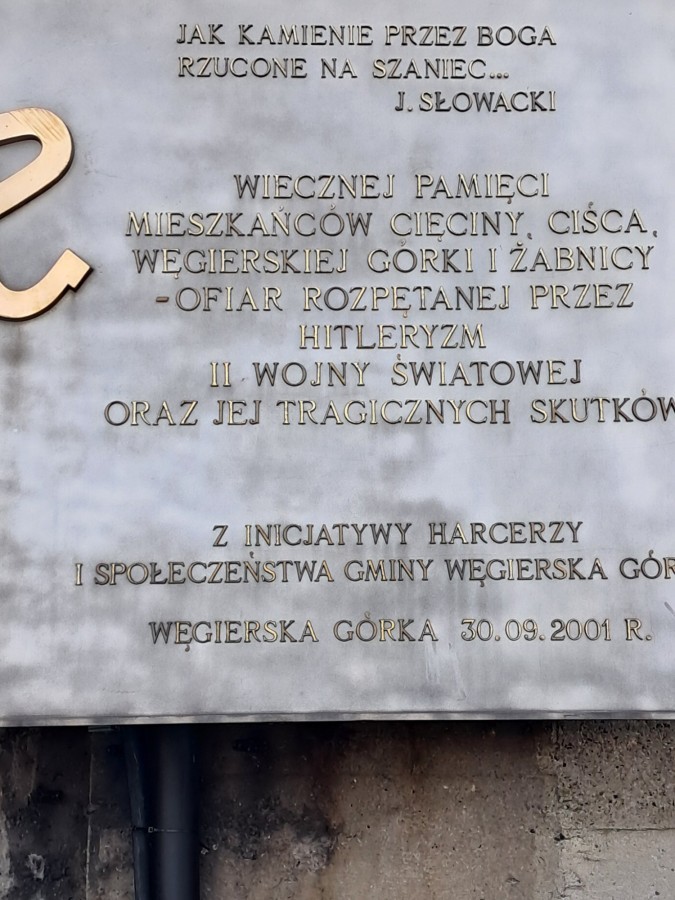 JAK KAMIENIE PRZEZ BOGA
RZUCONE NA SZANIEC...
J. SŁOWACKI
WIECZNEJ PAMIĘCI
MIESZKAŃCÓW CIĘCINY, CIŚCA,
WĘGIERSKIEJ GÓRKI I ŻABNICY
-OFIAR ROZPĘTANEJ PRZEZ
HITLERYZM
II WOJNY ŚWIATOWEJ
ORAZ JEJ TRAGICZNYCH SKUTKÓW
Z INICJATYWY HARCERZY
I SPOŁECZEŃSTWA GMINY WĘGIERSKA GÓR
WĘGIERSKA GÓRKA 30.09.2001 R.